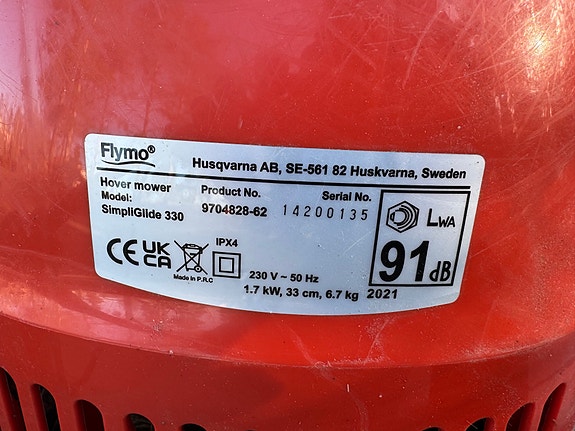 Flymo®
Husqvarna AB, SE-561 82 Huskvarna, Sweden
Hover mower
Model:
SimpliGlide 330
Product No.
9704828-62
Serial No.
14200135
LWA
91dB
CE UK
CA
IPX4
Made in P.R.C
230 V ~ 50 Hz
1.7 kW, 33 cm, 6.7 kg
2021